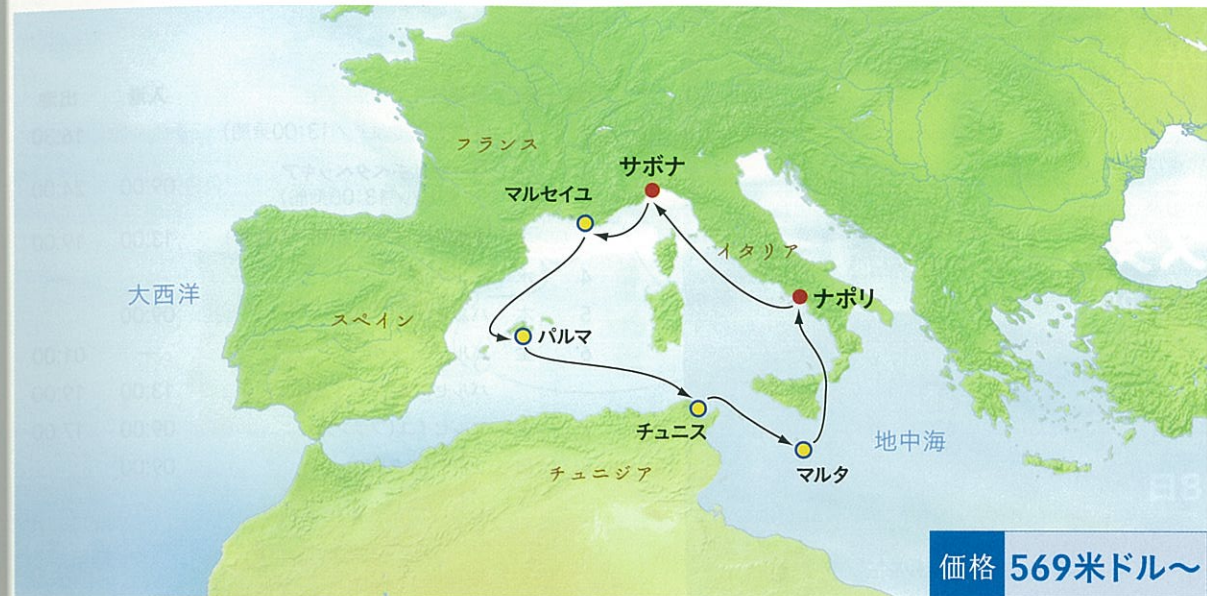 フランス
サボナ
マルセイユ
イタリア
大西洋
ナポリ
スペイン
パルマ
チュニス
地中海
マルタ
チュニジア
価格 569米ドル～